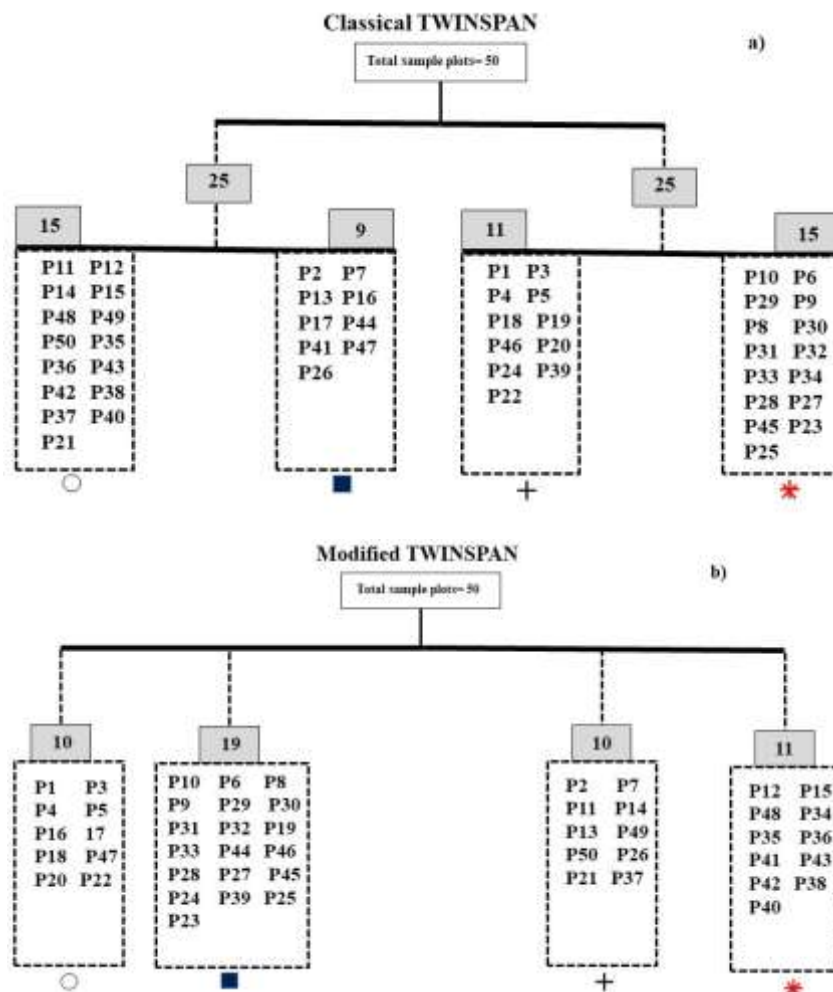 Classical TWINSPAN
a)
Total sample plots= 50
25
25
15
9
11
15
P11 P12
P14 P15
P48 P49
P50 P35
P36 P43
P42 P38
P37 P40
P21
P2 P7
P13 P16
P17 P44
P41 P47
P26
P1 P3
P4 P5
P18 P19
P46 P20
P24 P39
P22
P10 P6
P29 P9
P8 P30
P31 P32
P33 P34
P28 P27
P45 P23
P25
Modified TWINSPAN
b)
Total sample plots= 50
10
19
10
11
P1 P3
P4 P5
P16 17
P18 P47
P20 P22
P10 P6 P8
P9 P29 P30
P31 P32 P19
P33 P44 P46
P28 P27 P45
P24 P39 P25
P23
P2 P7
P11 P14
P13 P49
P50 P26
P21 P37
P12 P15
P48 P34
P35 P36
P41 P43
P42 P38
P40